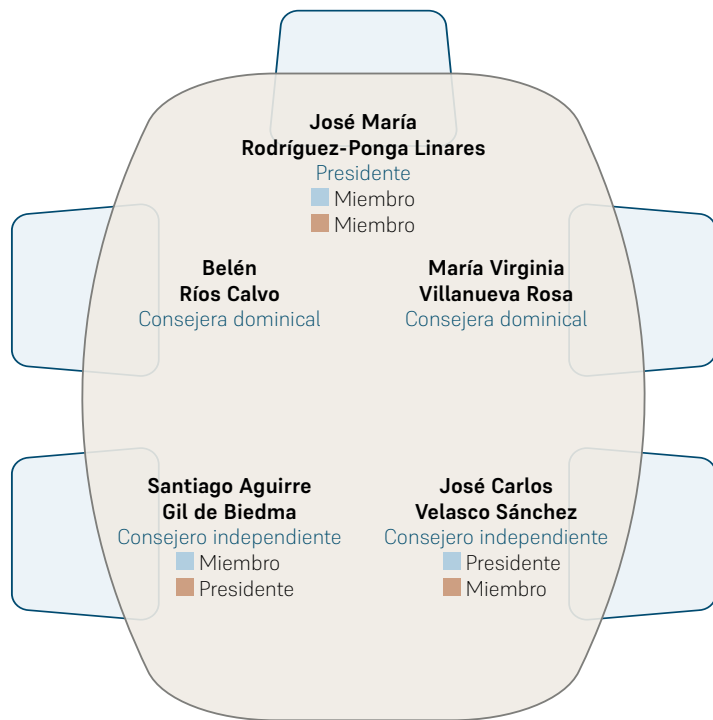 José María
Rodríguez-Ponga Linares
Presidente
Miembro
Miembro
Belén
Ríos Calvo
Consejera dominical
María Virginia
Villanueva Rosa
Consejera dominical
Santiago Aguirre
Gil de Biedma
Consejero independiente
Miembro
Presidente
José Carlos
Velasco Sánchez
Consejero independiente
Presidente
Miembro